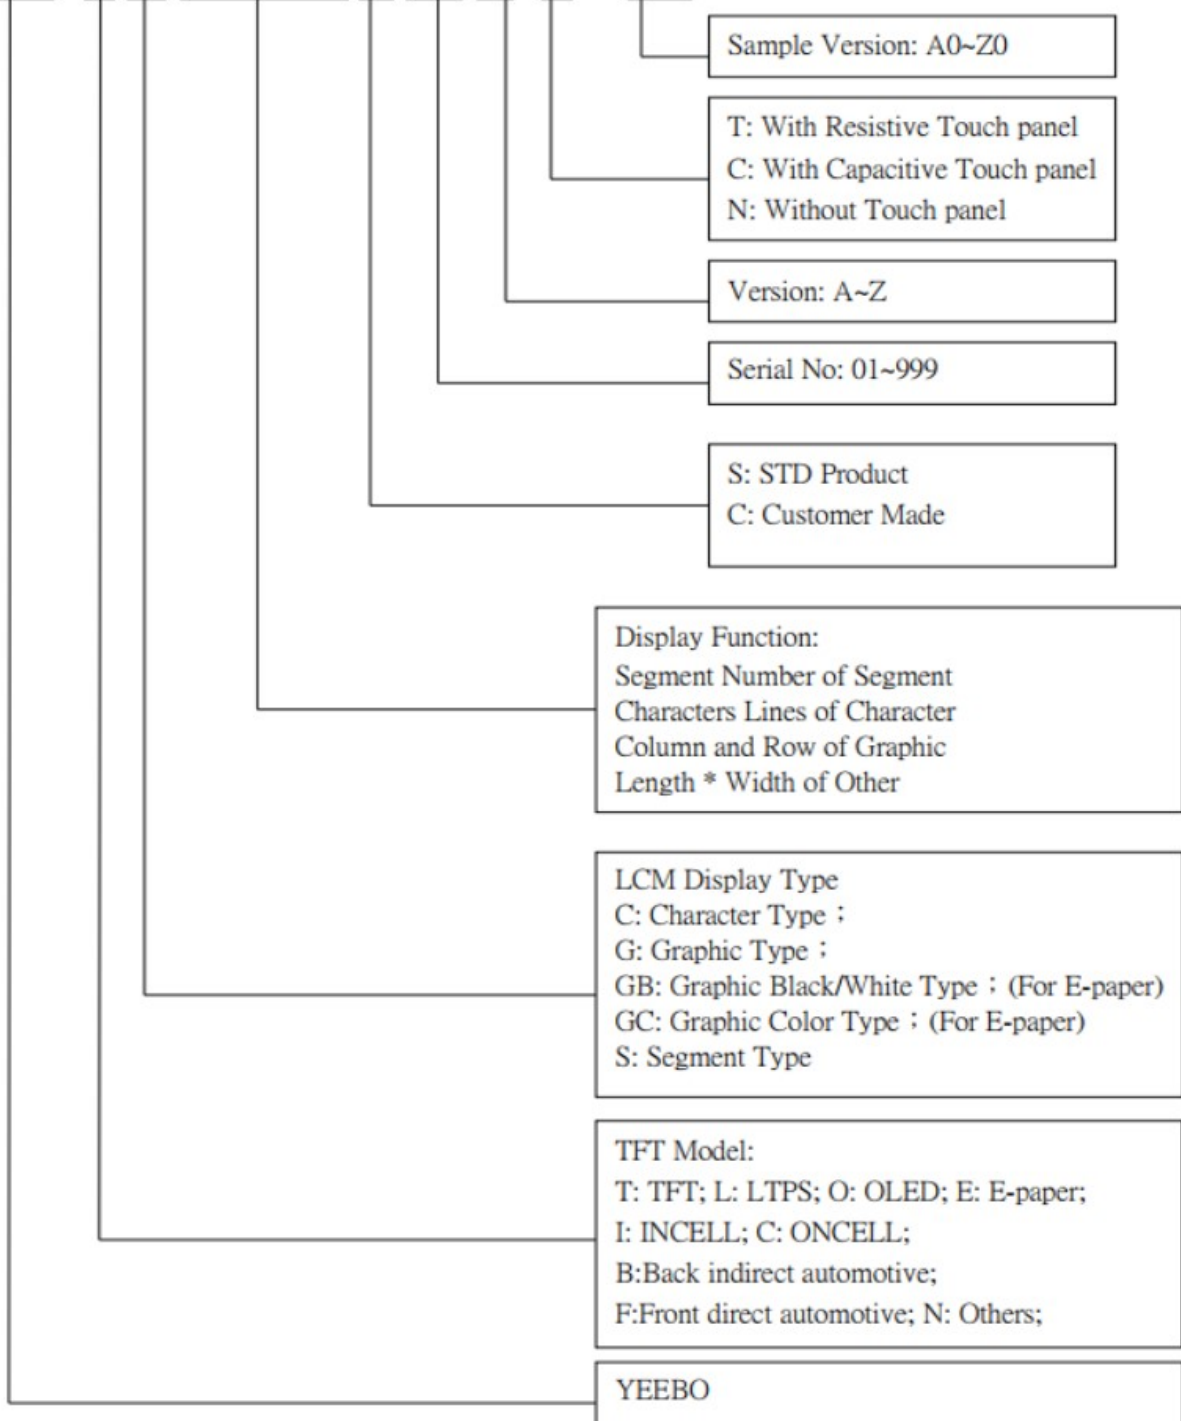 Sample Version: A0~Z0
T: With Resistive Touch panel
C: With Capacitive Touch panel
N: Without Touch panel
Version: A~Z
Serial No: 01~999
S: STD Product
C: Customer Made
Display Function:
Segment Number of Segment
Characters Lines of Character
Column and Row of Graphic
Length * Width of Other
LCM Display Type
C: Character Type；
G: Graphic Type；
GB: Graphic Black/White Type；(For E-paper)
GC: Graphic Color Type；(For E-paper)
S: Segment Type
TFT Model:
T: TFT; L: LTPS; O: OLED; E: E-paper;
I: INCELL; C: ONCELL;
B:Back indirect automotive;
F:Front direct automotive; N: Others;
YEEBO